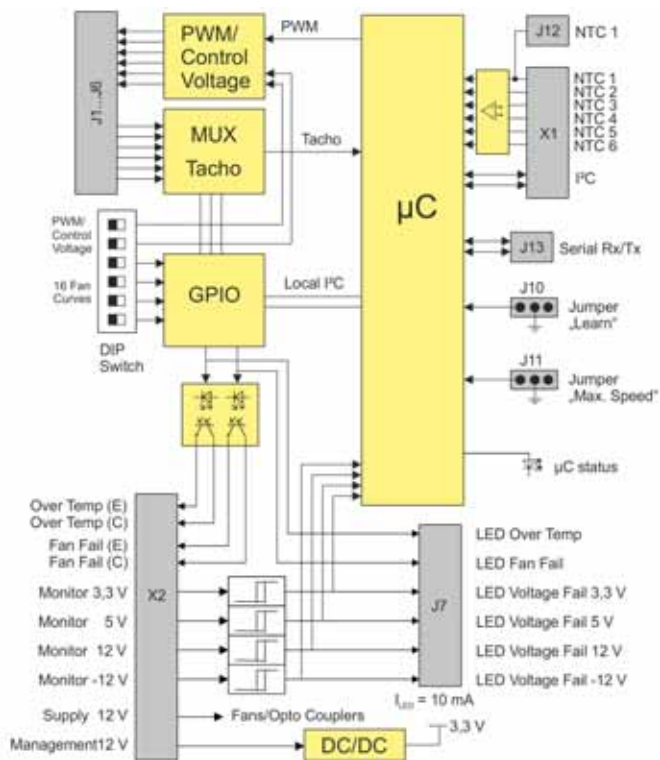 PWM/
Control
Voltage
PWM
J1...J6
MUX
Tacho
Tacho
µC
J12
NTC 1
NTC 1
NTC 2
NTC 3
NTC 4
NTC 5
NTC 6
X1
I²C
J13
Serial Rx/Tx
PWM/
Control
Voltage
16 Fan
Curves
DIP
Switch
GPIO
Local I²C
J10
Jumper
„Learn"
J11
Jumper
„Max. Speed"
µC status
Over Temp (E)
Over Temp (C)
Fan Fail (E)
Fan Fail (C)
Monitor 3,3 V
Monitor 5 V
Monitor 12 V
Monitor -12 V
Supply 12 V
Management12 V
X2
Fans/Opto Couplers
DC/DC
3,3 V
J7
LED Over Temp
LED Fan Fail
LED Voltage Fail 3,3 V
LED Voltage Fail 5 V
LED Voltage Fail 12 V
LED Voltage Fail -12 V
I LED = 10 mA